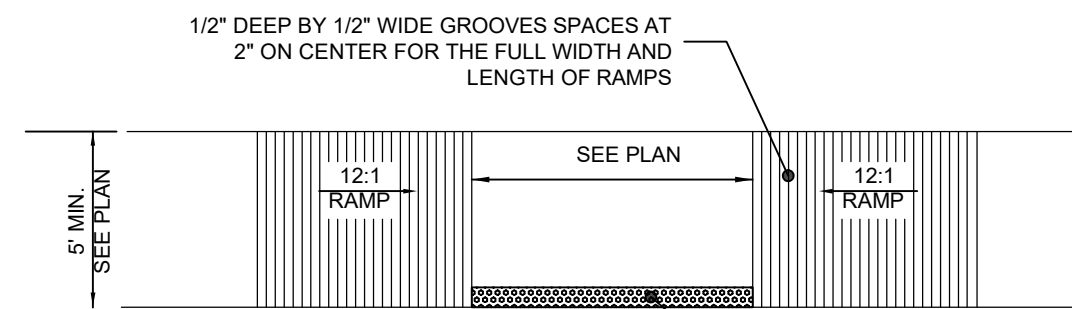 1/2" DEEP BY 1/2" WIDE GROOVES SPACES AT
2" ON CENTER FOR THE FULL WIDTH AND
LENGTH OF RAMPS
5' MIN.
SEE PLAN
12:1
RAMP
SEE PLAN
12:1
RAMP